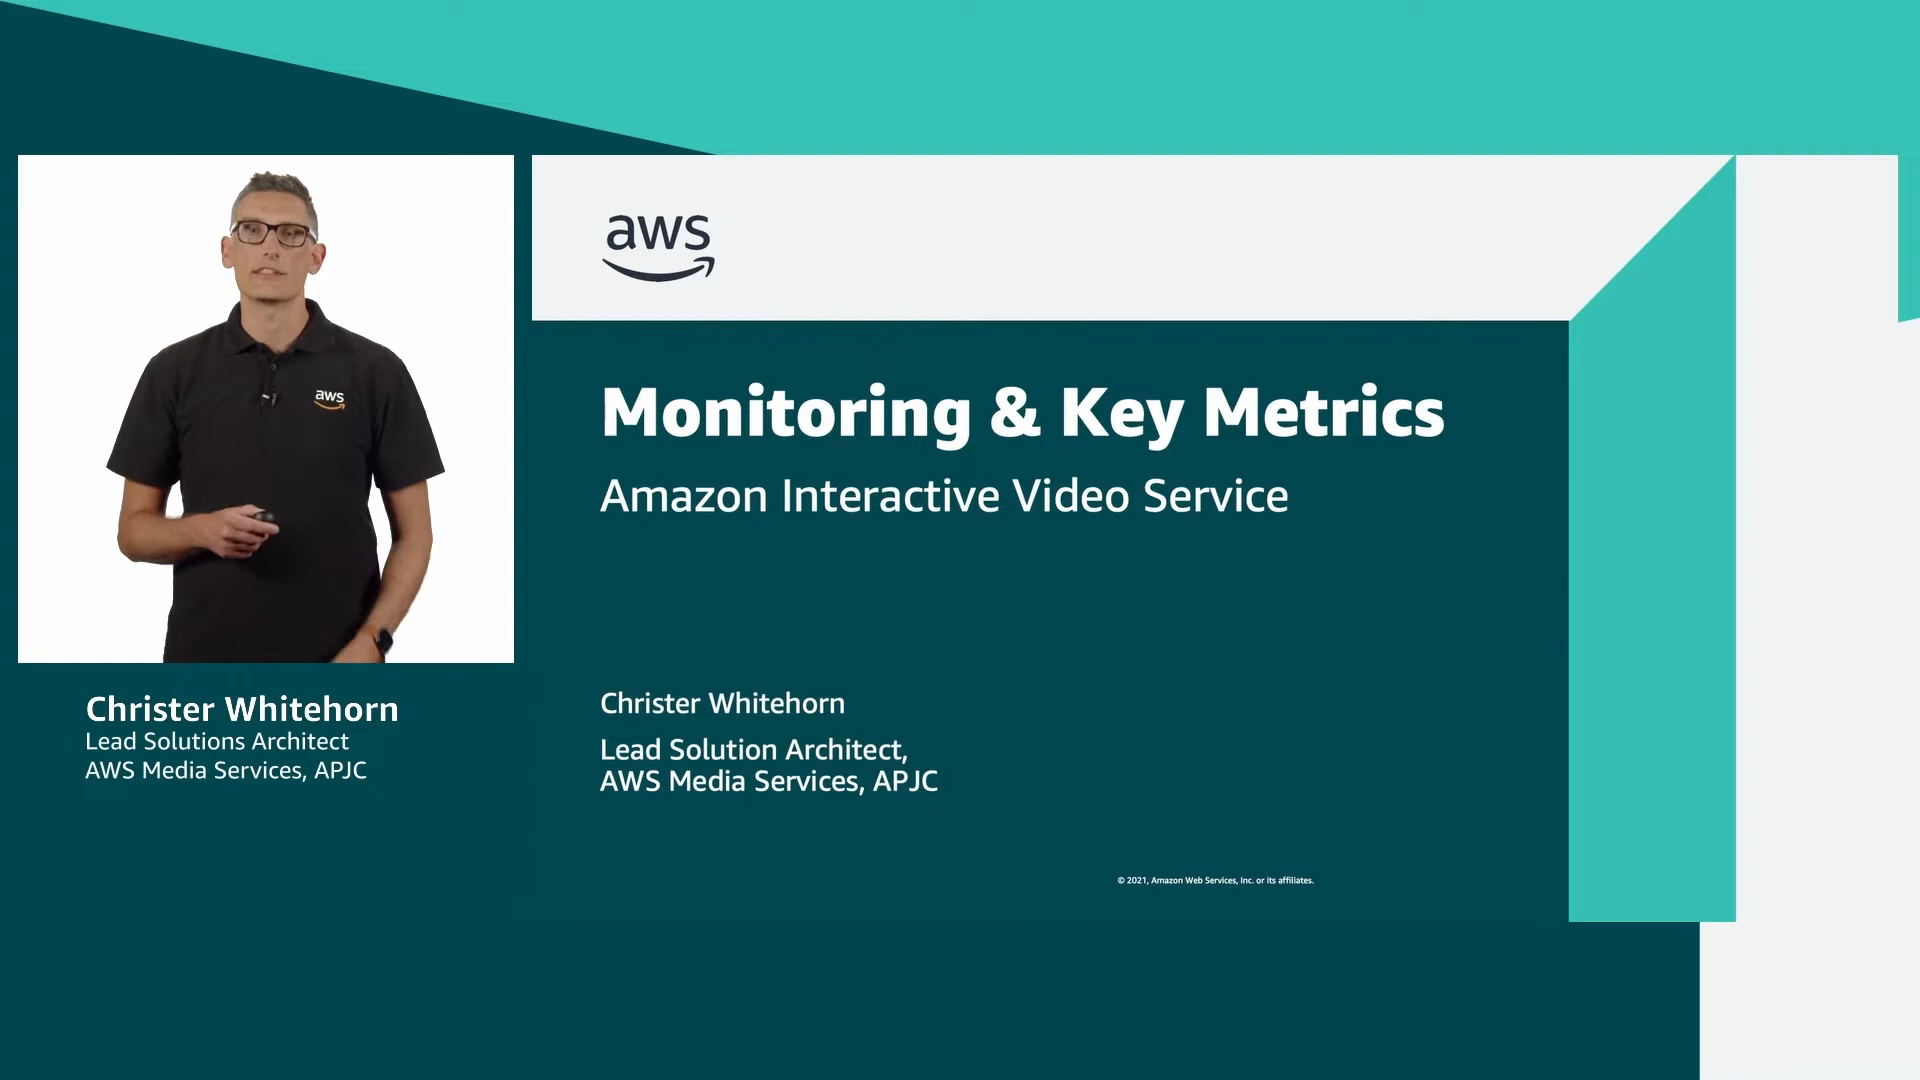 aws
Monitoring & Key Metrics
Amazon Interactive Video Service
aws
Christer Whitehorn
Lead Solutions Architect
AWS Media Services, APJC
Christer Whitehorn
Lead Solution Architect,
AWS Media Services, APJC
© 2021, Amazon Web Services, Inc. or its affiliates.